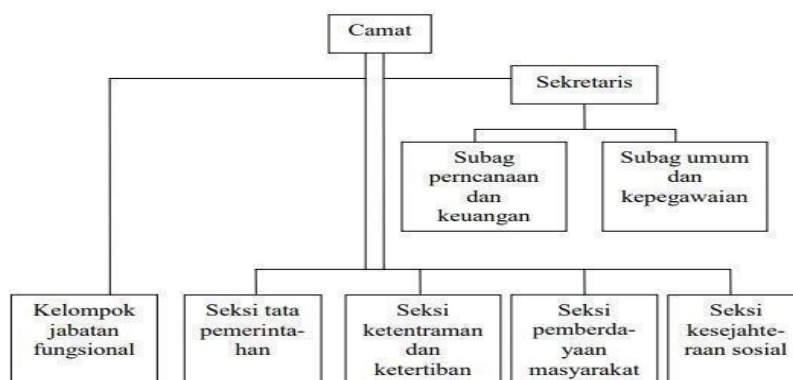 Camat
Sekretaris
Subag
perncanaan
dan
keuangan
Subag umum
dan
kepegawaian
Kelompok
jabatan
fungsional
Seksi tata
pemerinta-
han
Seksi
ketentraman
dan
ketertiban
Seksi
pemberda-
yaan
masyarakat
Seksi
kesejahte-
raan sosial